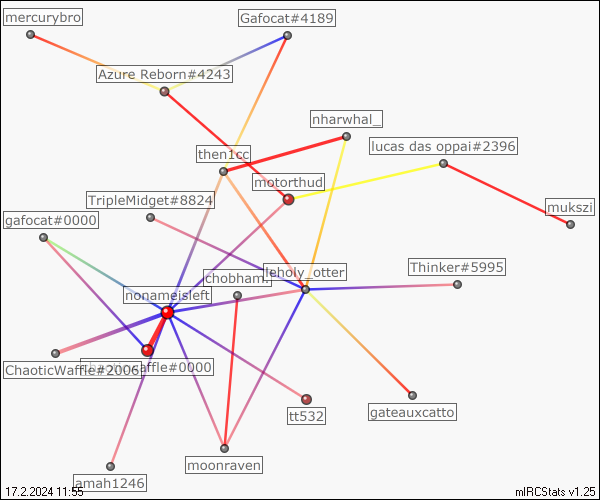 mercurybro
Gafocat#4189
Azure Reborn#4243
nharwhal_
lucas das oppai#2396
then1cc
motorthud
TripleMidget#8824
mukszi
gafocat#0000
Thinker#5995
leholy_otter
chobham
nonameisleft
ChaoticWaffle#2006
affle#0000
tt532
gateauxcatto
moonraven
amah1246
17.2.2024 11:55
mIRCStats v1.25